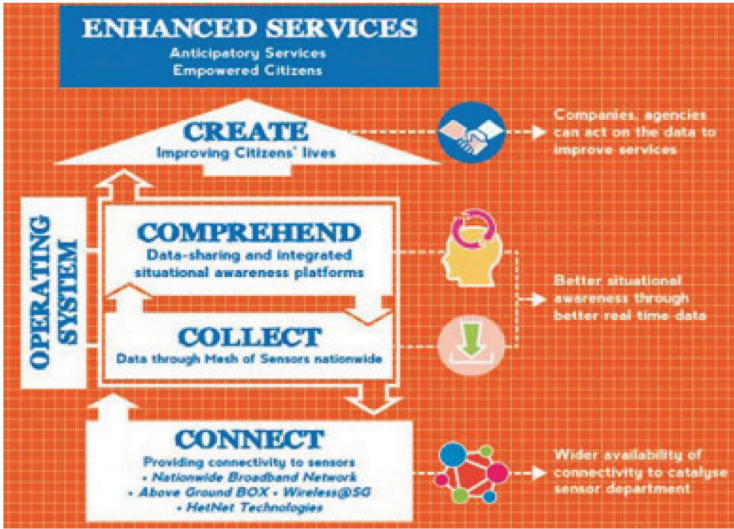 ENHANCED SERVICES
Anticipatory Services
Empowered Citizens
CREATE
Improving Citizens' lives
Companies, agencies
can act on the data to
improve services
OPERATING
SYSTEM
COMPREHEND
Data-sharing and integrated
situational awareness platforms
COLLECT
Data through Mesh of Sensors nationwide
Better situational
awareness through
better real time data
CONNECT
Providing connectivity to sensors
• Nationwide Broadband Network
• Above Ground BOX • Wireless@SG
• HetNet Technologies
Wider availability of
connectivity to catalyse
sensor department